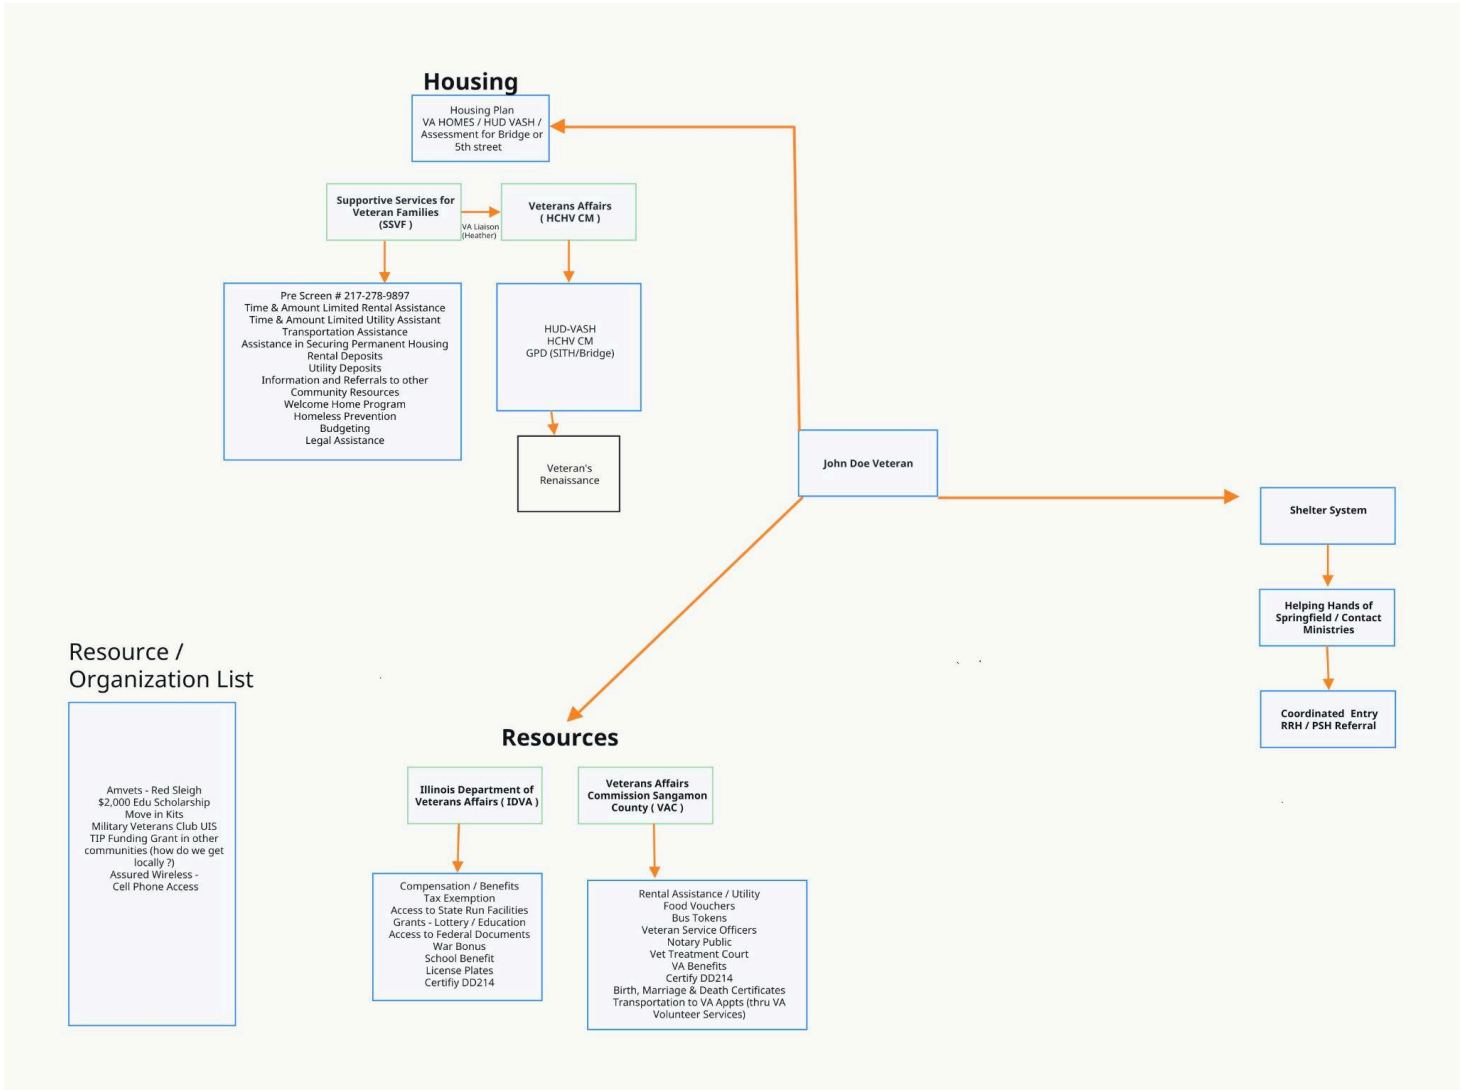 Housing
Housing Plan
VA HOMES / HUD VASH /
Assessment for Bridge or
5th street
Supportive Services for
Veteran Families
(SSVF )
VA Liaison
(Heather)
Veterans Affairs
( HCHV CM )
Pre Screen # 217-278-9897
Time & Amount Limited Rental Assistance
Time & Amount Limited Utility Assistant
Transportation Assistance
Assistance in Securing Permanent Housing
Rental Deposits
Utility Deposits
Information and Referrals to other
Community Resources
Welcome Home Program
Homeless Prevention
Budgeting
Legal Assistance
HUD-VASH
HCHV CM
GPD (SITH/Bridge)
Veteran's
Renaissance
John Doe Veteran
Shelter System
Helping Hands of
Springfield / Contact
Ministries
Coordinated  Entry
RRH / PSH Referral
Resource /
Organization List
Amvets - Red Sleigh
$2,000 Edu Scholarship
Move in Kits
Military Veterans Club UIS
TIP Funding Grant in other
communities (how do we get
locally ?)
Assured Wireless -
Cell Phone Access
Resources
Illinois Department of
Veterans Affairs ( IDVA )
Veterans Affairs
Commission Sangamon
County ( VAC )
Compensation / Benefits
Tax Exemption
Access to State Run Facilities
Grants - Lottery / Education
Access to Federal Documents
War Bonus
School Benefit
License Plates
Certifiy DD214
Rental Assistance / Utility
Food Vouchers
Bus Tokens
Veteran Service Officers
Notary Public
Vet Treatment Court
VA Benefits
Certify DD214
Birth, Marriage & Death Certificates
Transportation to VA Appts (thru VA
Volunteer Services)